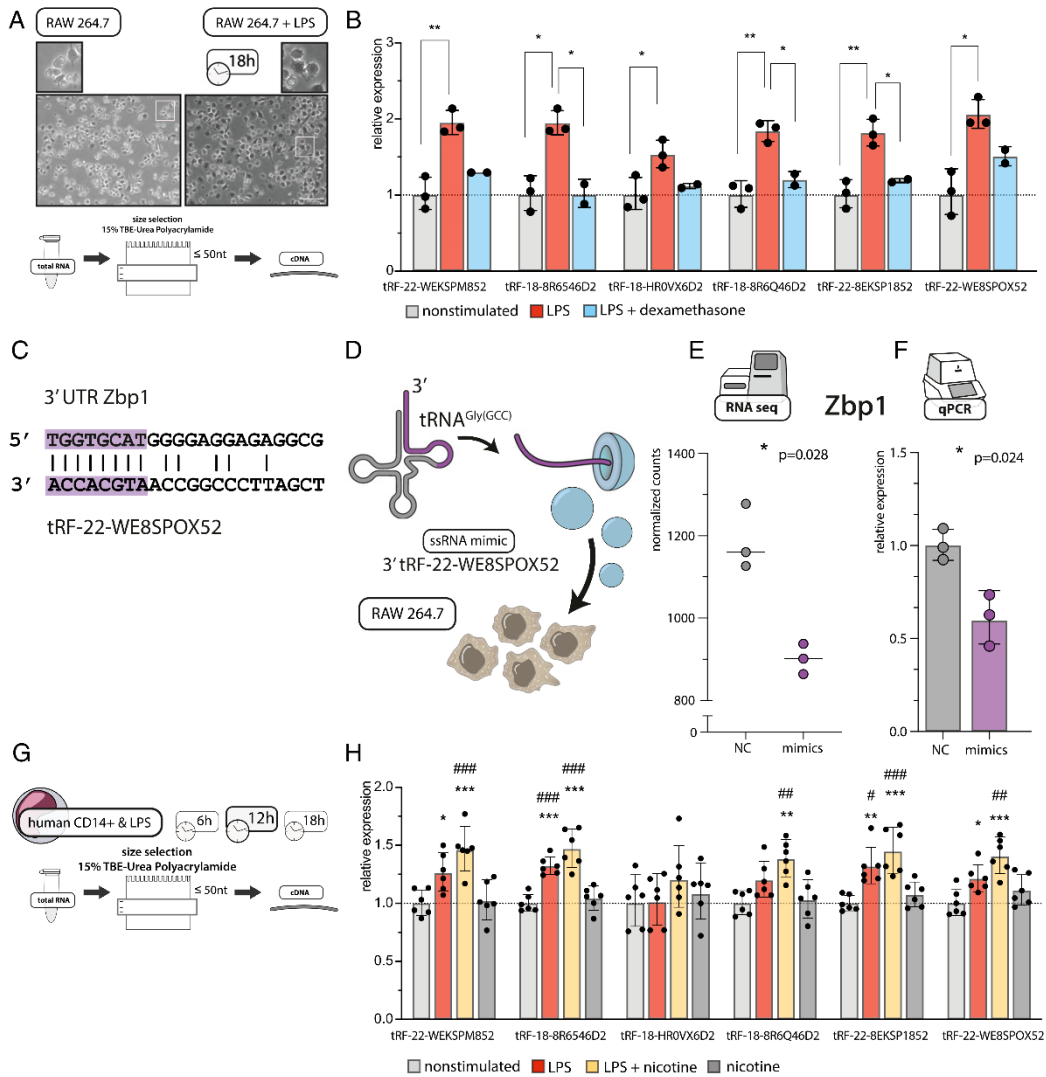 A
RAW 264.7
RAW 264.7 + LPS
18h
size selection
15% TBE-Urea Polyacrylamide
≤ 50nt
total RNA
cDNA
B
relative expression
3
2
1
0
**
*
*
*
**
*
**
*
*
tRF-22-WEKSPM852
tRF-18-8R6546D2
tRF-18-HR0VX6D2
tRF-18-8R6Q46D2
tRF-22-8EKSP1852
tRF-22-WE8SPOX52
nonstimulated
LPS
LPS + dexamethasone
C
3' UTR Zbp1
5' TGGTGCATGGGGAGGAGAGGCG
3' ACCACGTAACCGGCCCTTAGCT
tRF-22-WE8SPOX52
D
3'
tRNA Gly(GCC)
ssRNA mimic
3' tRF-22-WE8SPOX52
RAW 264.7
E
RNA seq
Zbp1
normalized counts
* p=0.028
1400
1200
1000
800
0
NC
mimics
F
qPCR
relative expression
* p=0.024
1.5
1.0
0.5
0.0
NC
mimics
G
human CD14+ & LPS
6h
12h
18h
size selection
15% TBE-Urea Polyacrylamide
≤ 50nt
total RNA
cDNA
H
relative expression
2.0
1.5
1.0
0.5
0.0
*
###
***
###
***
###
***
##
**
#
**
###
***
*
##
***
tRF-22-WEKSPM852
tRF-18-8R6546D2
tRF-18-HR0VX6D2
tRF-18-8R6Q46D2
tRF-22-8EKSP1852
tRF-22-WE8SPOX52
nonstimulated
LPS
LPS + nicotine
nicotine